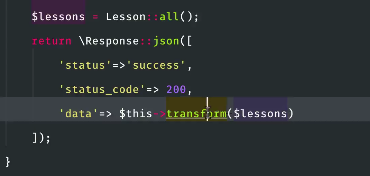 $lessons = Lesson::all();
return \Response::json([
'status'=>'success',
'status_code'=> 200,
'data'=> $this->transform($lessons)
]);
}